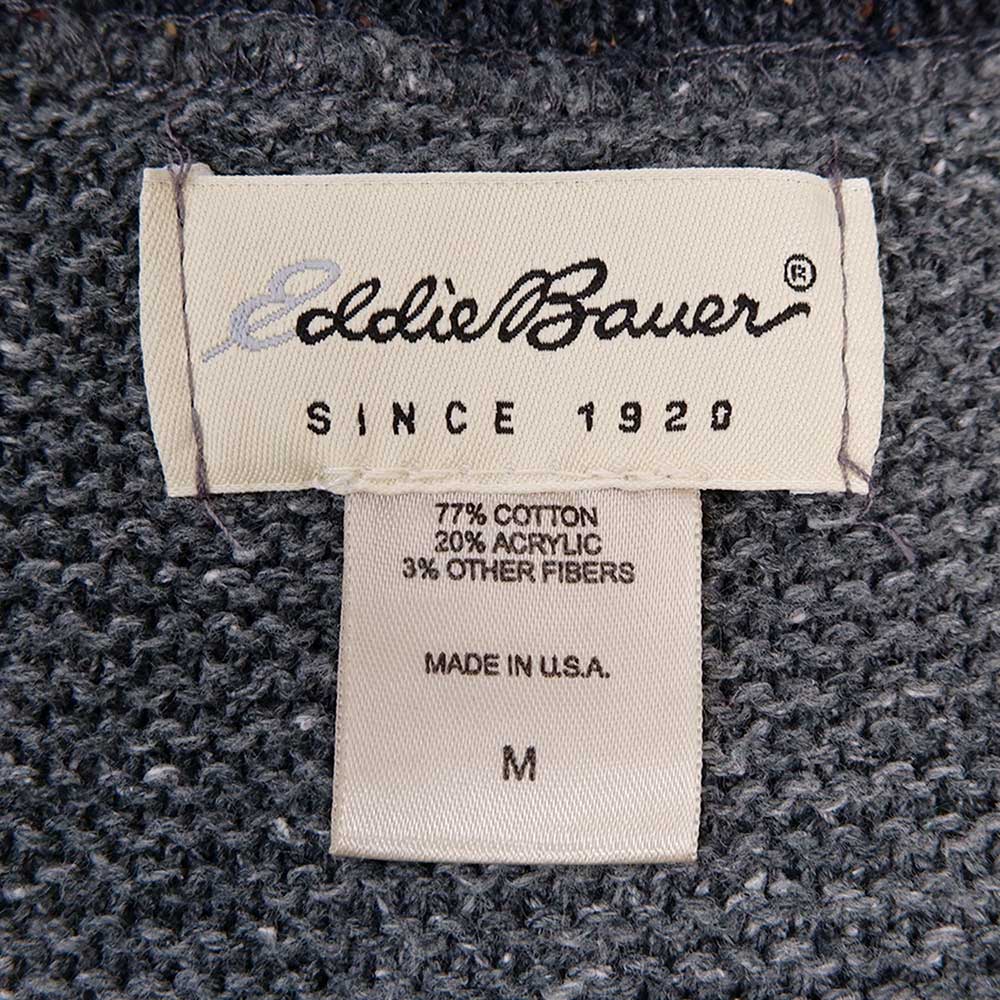 Eddie Bauer®
SINCE 1920
77% COTTON
20% ACRYLIC
3% OTHER FIBERS
MADE IN U.S.A.
M